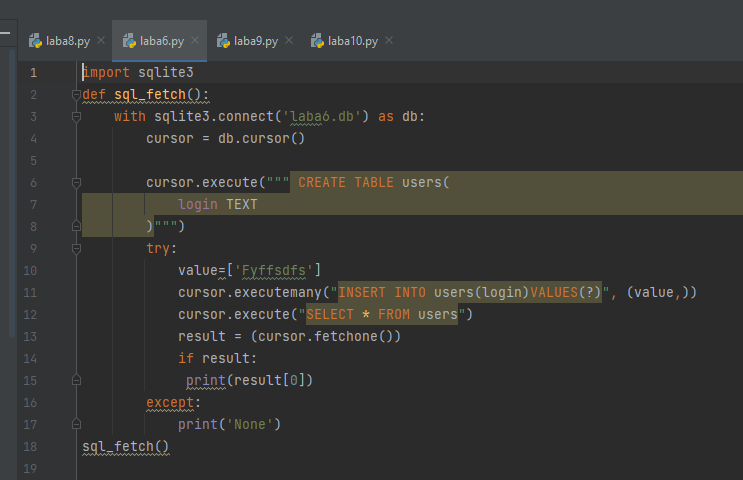 laba8.py × laba6.py × laba9.py × laba10.py ×
1 import sqlite3
2 def sql_fetch():
3 with sqlite3.connect('laba6.db') as db:
4 cursor = db.cursor()
5
6 cursor.execute(""" CREATE TABLE users(
7 login TEXT
8 )""")
9 try:
10 value=['Fyffsdfs']
11 cursor.executemany("INSERT INTO users(login)VALUES(?)", (value,))
12 cursor.execute("SELECT * FROM users")
13 result = (cursor.fetchone())
14 if result:
15 print(result[0])
16 except:
17 print('None')
18 sql_fetch()
19